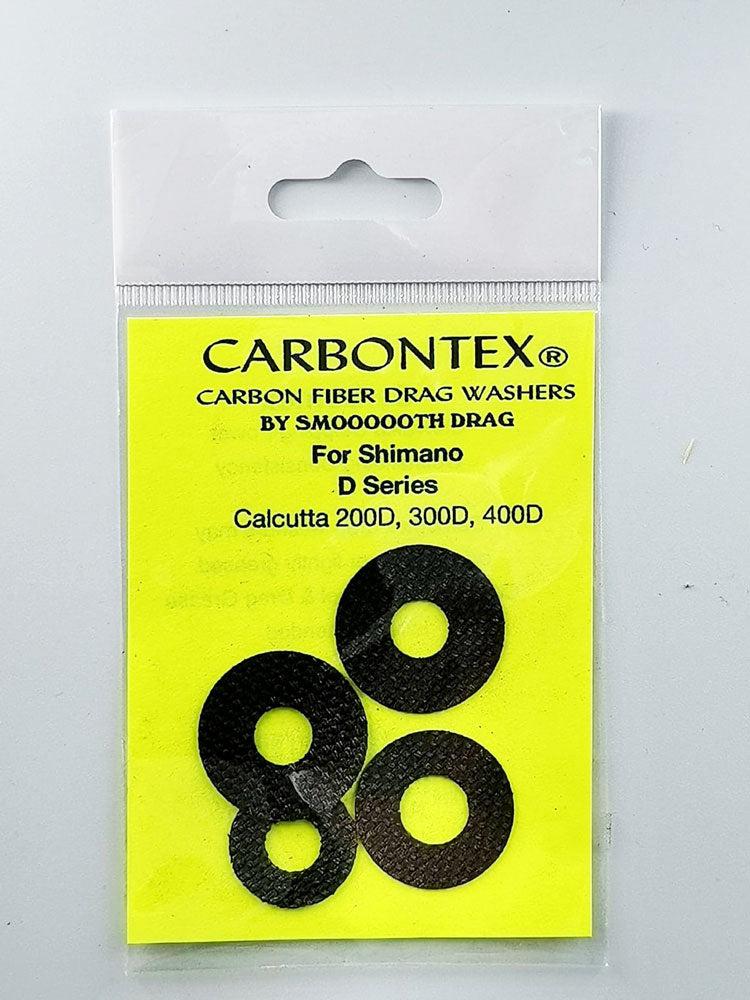 CARBONTEX®
CARBON FIBER DRAG WASHERS
BY SMOOOOOTH DRAG
For Shimano
D Series
Calcutta 200D, 300D, 400D